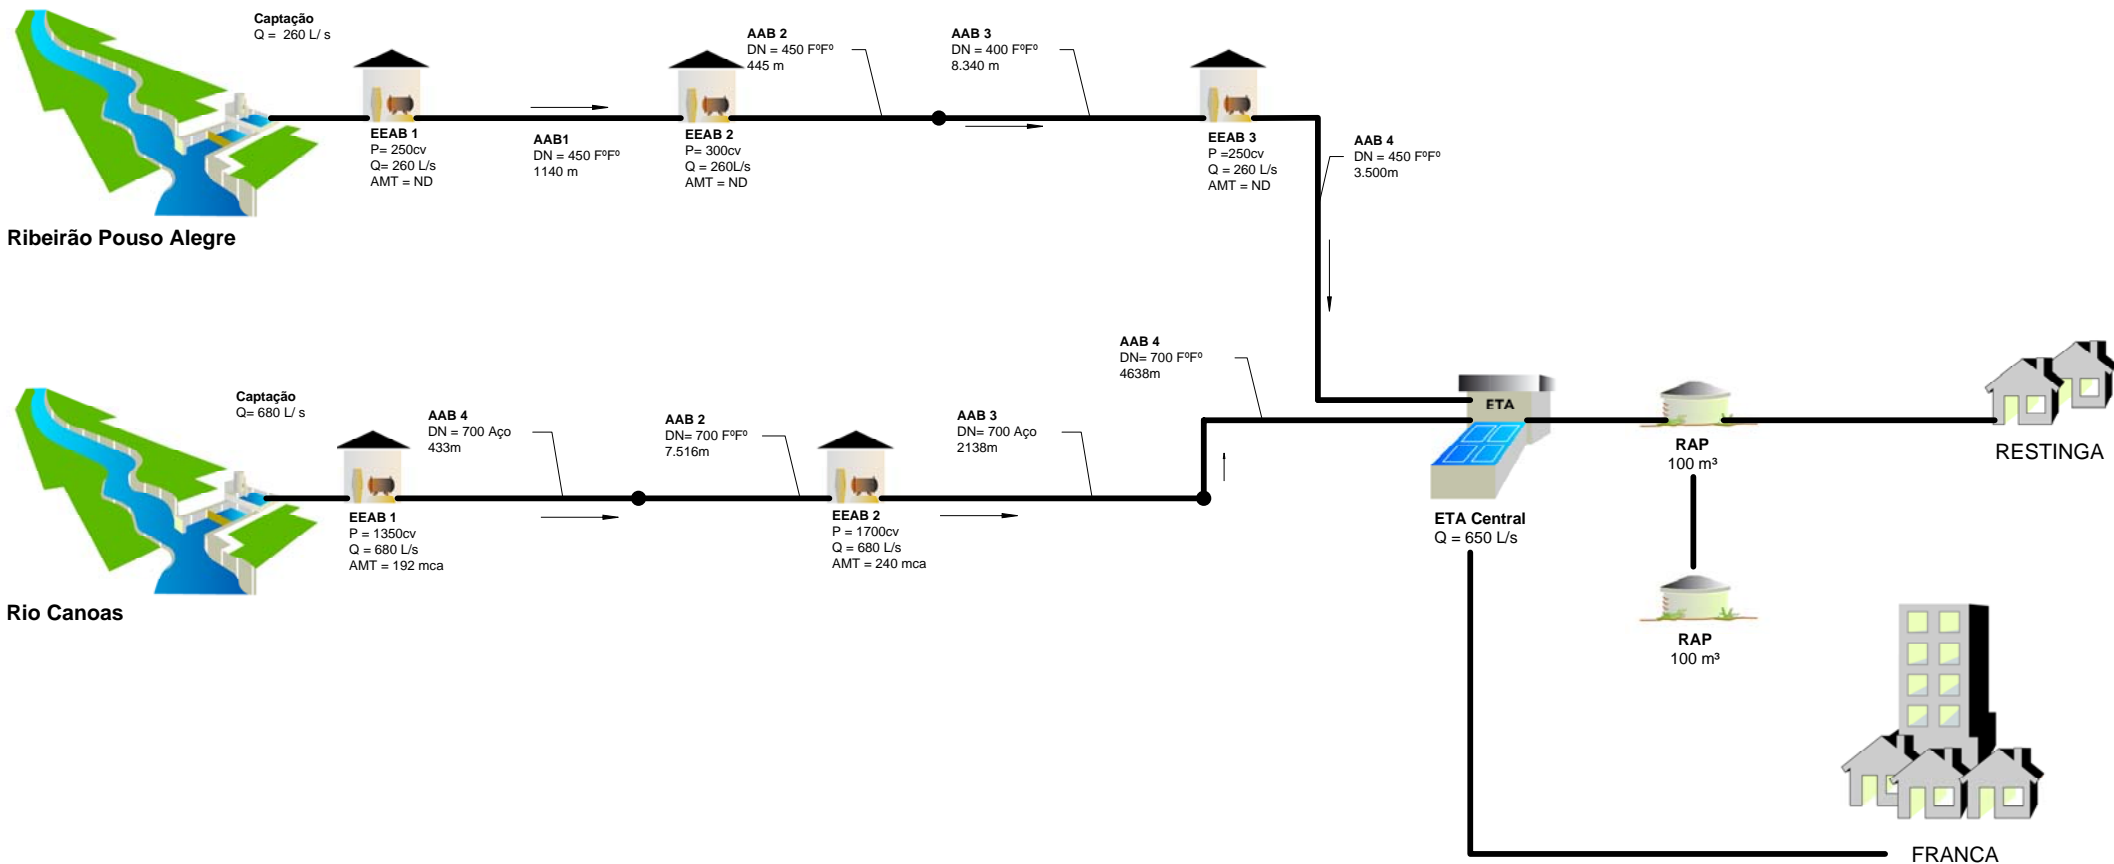 Captação
Q = 260 L/ s
EEAB 1
P= 250cv
Q= 260 L/s
AMT = ND
AAB1
DN = 450 FºFº
1140 m
EEAB 2
P= 300cv
Q = 260L/s
AMT = ND
AAB 2
DN = 450 FºFº
445 m
AAB 3
DN = 400 FºFº
8.340 m
EEAB 3
P =250cv
Q = 260 L/s
AMT = ND
AAB 4
DN = 450 FºFº
3.500m
Ribeirão Pouso Alegre
Captação
Q= 680 L/ s
EEAB 1
P = 1350cv
Q = 680 L/s
AMT = 192 mca
AAB 4
DN = 700 Aço
433m
AAB 2
DN= 700 FºFº
7.516m
EEAB 2
P = 1700cv
Q = 680 L/s
AMT = 240 mca
AAB 3
DN= 700 Aço
2138m
AAB 4
DN= 700 FºFº
4638m
Rio Canoas
ETA
ETA Central
Q = 650 L/s
RAP
100 m³
RAP
100 m³
RESTINGA
FRANCA